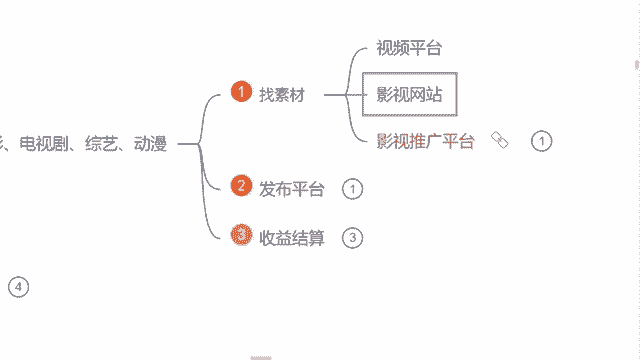 视频平台
1 找素材
影视网站
、电视剧、综艺、动漫
影视推广平台 1
2 发布平台 1
3 收益结算 3
4